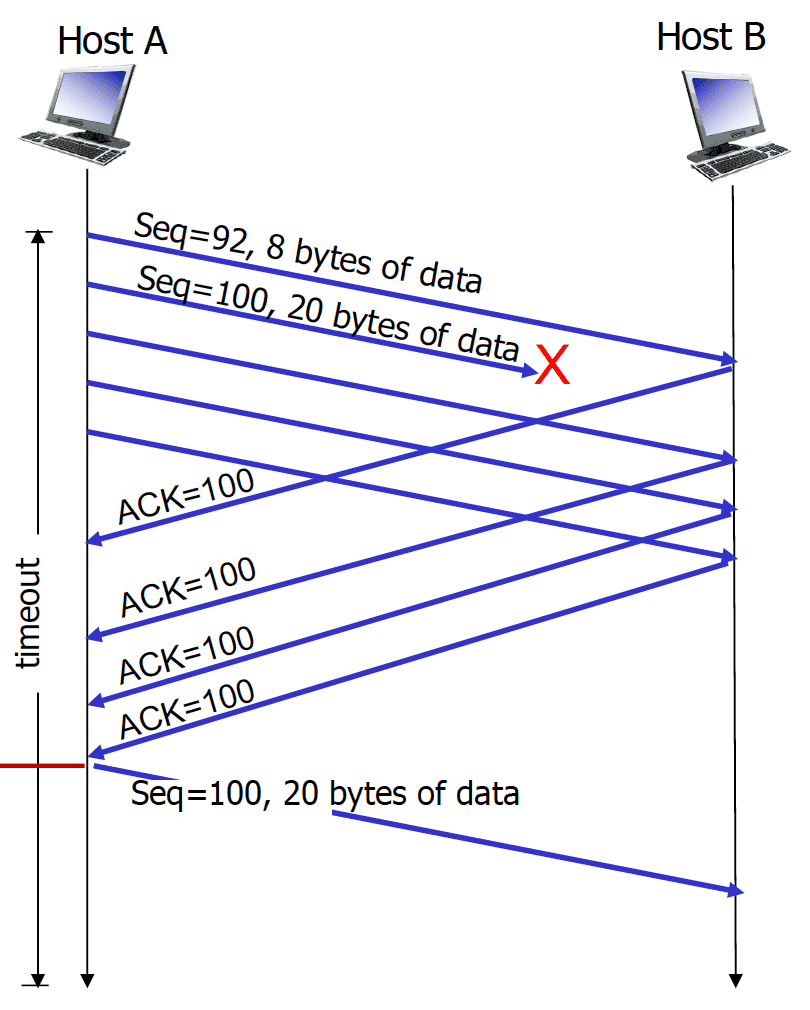 Host A
Host B
Seq=92, 8 bytes of data
Seq=100, 20 bytes of data
X
ACK=100
ACK=100
ACK=100
ACK=100
timeout
Seq=100, 20 bytes of data